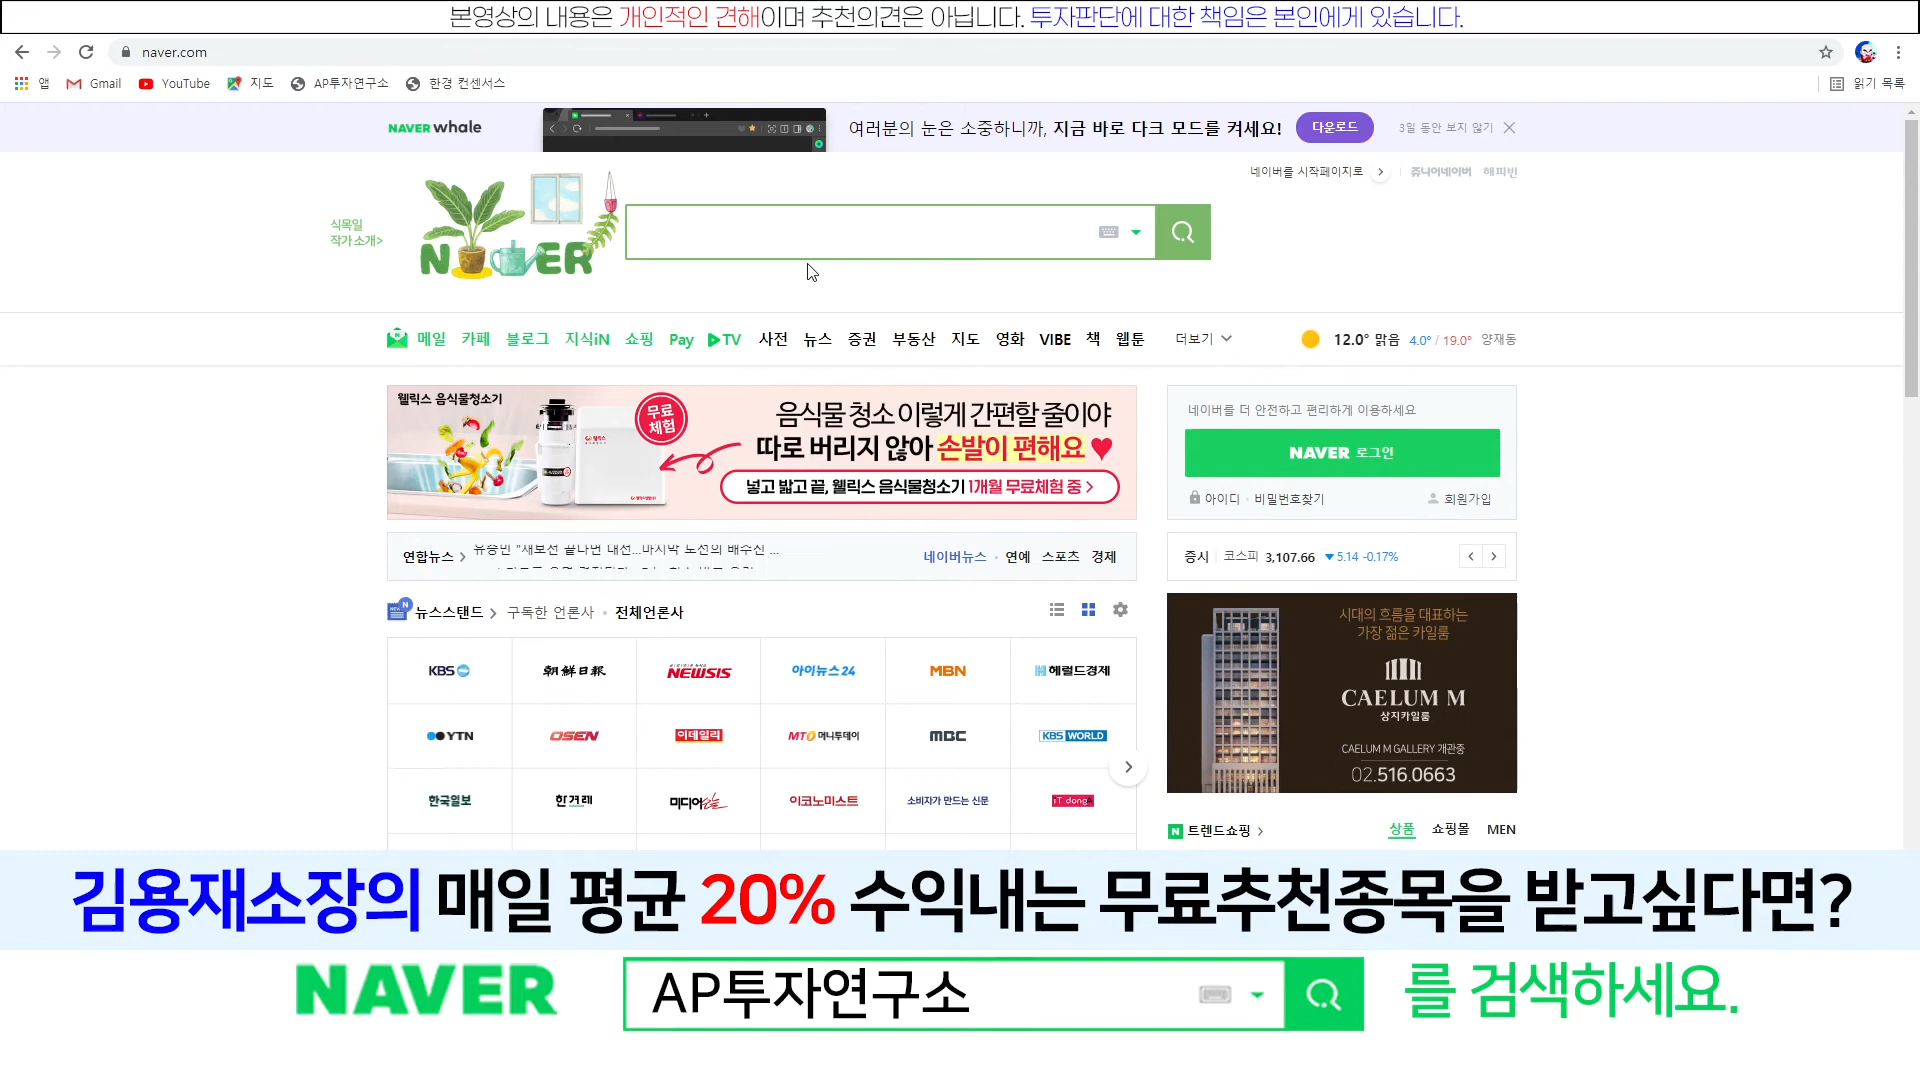 본영상의 내용은 개인적인 견해이며 추천의견은 아닙니다. 투자판단에 대한 책임은 본인에게 있습니다.
naver.com
앱 Gmail YouTube 지도 AP투자연구소 한경 컨센서스 읽기 목록
NAVER whale 여러분의 눈은 소중하니까, 지금 바로 다크 모드를 켜세요! 다운로드 3일 동안 보지 않기
네이버를 시작페이지로 쥬니어네이버 해피빈
식목일
작가 소개>
NAVER
메일 카페 블로그 지식iN 쇼핑 Pay TV 사전 뉴스 증권 부동산 지도 영화 VIBE 책 웹툰 더보기 12.0° 맑음 4.0° / 19.0° 양재동
웰릭스 음식물청소기
무료
체험
음식물 청소 이렇게 간편할 줄이야
따로 버리지 않아 손발이 편해요
넣고 밟고 끝, 웰릭스 음식물청소기 1개월 무료체험 중 >
네이버를 더 안전하고 편리하게 이용하세요
NAVER 로그인
아이디 · 비밀번호찾기 회원가입
연합뉴스 > 유승민 "재보선 끝나면 대선...마지막 도전의 배수진 ...
네이버뉴스 · 연예 스포츠 경제
증시 코스피 3,107.66 ▼5.14 -0.17%
뉴스스탠드 > 구독한 언론사 · 전체언론사
KBS 朝鮮日報 NEWSIS 아이뉴스24 MBN 헤럴드경제
YTN OSEN 이데일리 MTO 머니투데이 MBC KBS WORLD
한국일보 한겨레 미디어오늘 이코노미스트 소비자가 만드는 신문 IT dongA
시대의 흐름을 대표하는
가장 젊은 카일룸
CAELUM M
상지카일룸
CAELUM M GALLERY 개관중
02.516.0663
N 트렌드쇼핑 > 상품 쇼핑몰 MEN
김용재소장의 매일 평균 20% 수익내는 무료추천종목을 받고싶다면?
NAVER AP투자연구소 를 검색하세요.